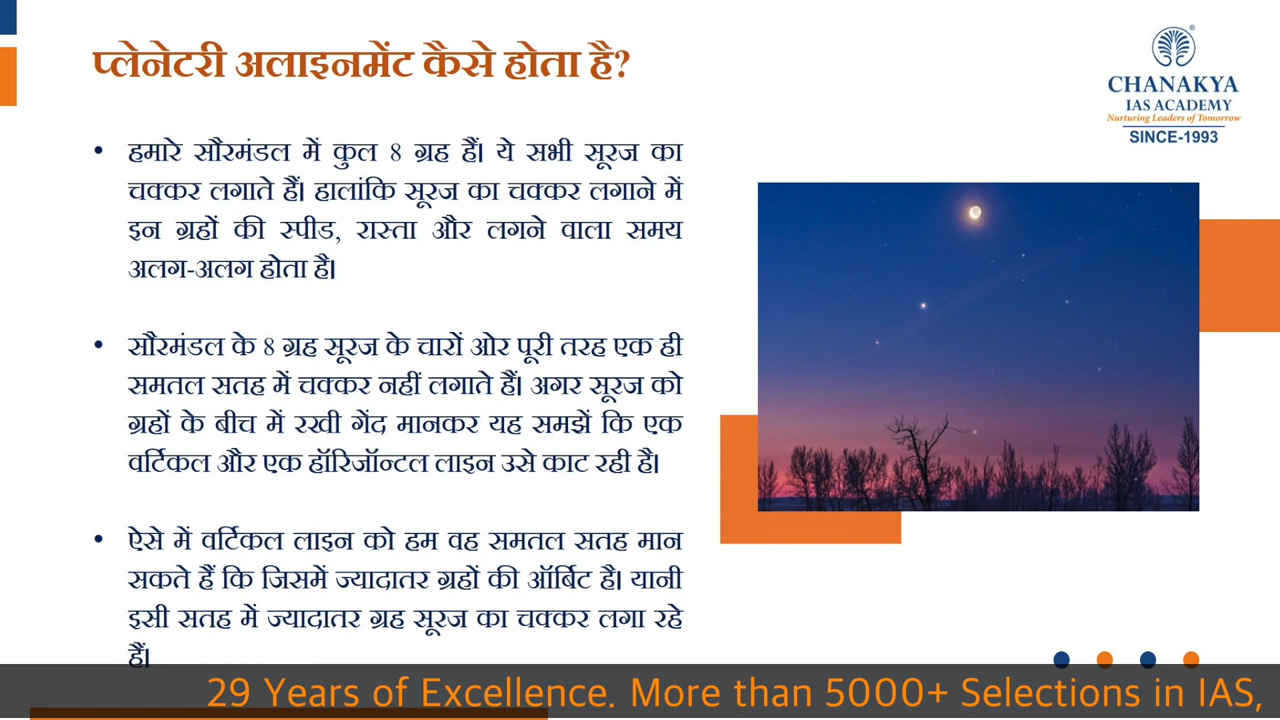 प्लेनेटरी अलाइनमेंट कैसे होता है?
CHANAKYA
IAS ACADEMY
Nurturing Leaders of Tomorrow
SINCE-1993
• हमारे सौरमंडल में कुल 8 ग्रह हैं। ये सभी सूरज का
चक्कर लगाते हैं। हालांकि सूरज का चक्कर लगाने में
इन ग्रहों की स्पीड, रास्ता और लगने वाला समय
अलग-अलग होता है।
• सौरमंडल के 8 ग्रह सूरज के चारों ओर पूरी तरह एक ही
समतल सतह में चक्कर नहीं लगाते हैं। अगर सूरज को
ग्रहों के बीच में रखी गेंद मानकर यह समझें कि एक
वर्टिकल और एक हॉरिजॉन्टल लाइन उसे काट रही है।
• ऐसे में वर्टिकल लाइन को हम वह समतल सतह मान
सकते हैं कि जिसमें ज्यादातर ग्रहों की ऑर्बिट है। यानी
इसी सतह में ज्यादातर ग्रह सूरज का चक्कर लगा रहे
हैं।
29 Years of Excellence. More than 5000+ Selections in IAS,